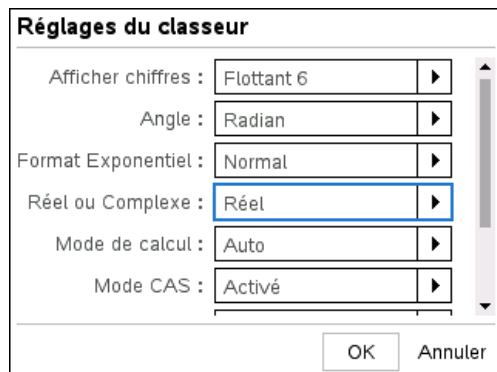 Réglages du classeur
Afficher chiffres : Flottant 6
Angle : Radian
Format Exponentiel : Normal
Réel ou Complexe : Réel
Mode de calcul : Auto
Mode CAS : Activé
OK Annuler